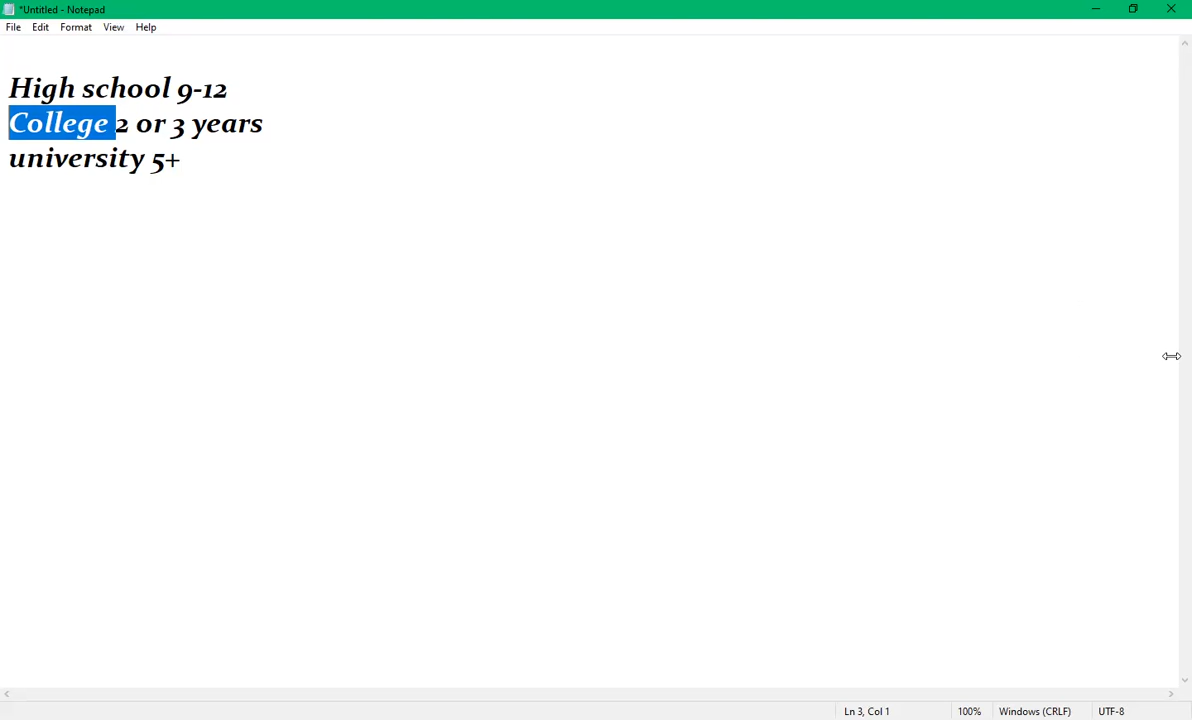 *Untitled - Notepad
File Edit Format View Help
High school 9-12
College 2 or 3 years
university 5+
Ln 3, Col 1 100% Windows (CRLF) UTF-8